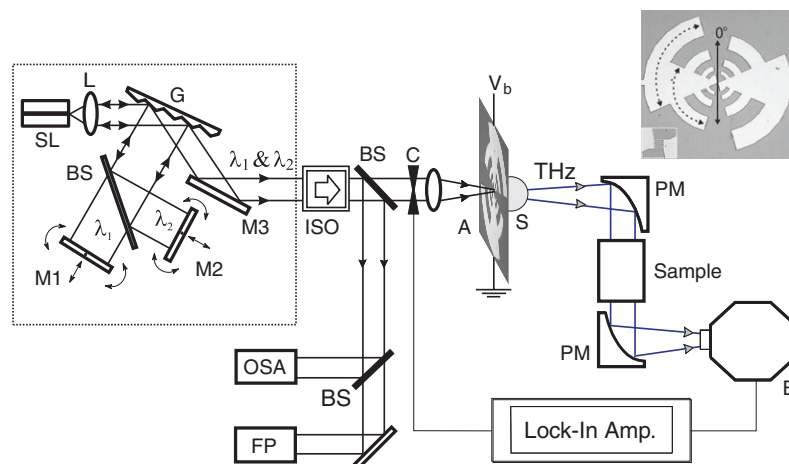 L
G
SL
BS
λ1 & λ2
BS
C
Vb
0°
THz
PM
λ1
λ2
M3
ISO
A
S
M1
M2
Sample
OSA
BS
PM
FP
Lock-In Amp.